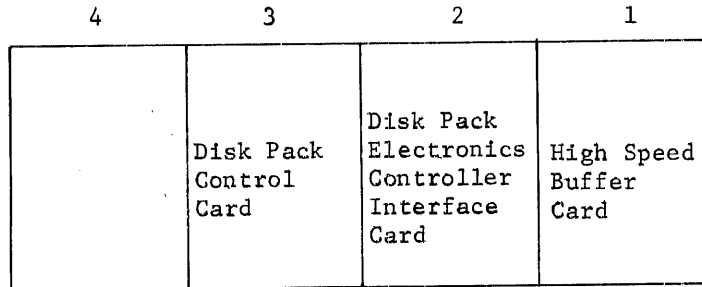 4 3 2 1
Disk Pack
Control
Card
Disk Pack
Electronics
Controller
Interface
Card
High Speed
Buffer
Card